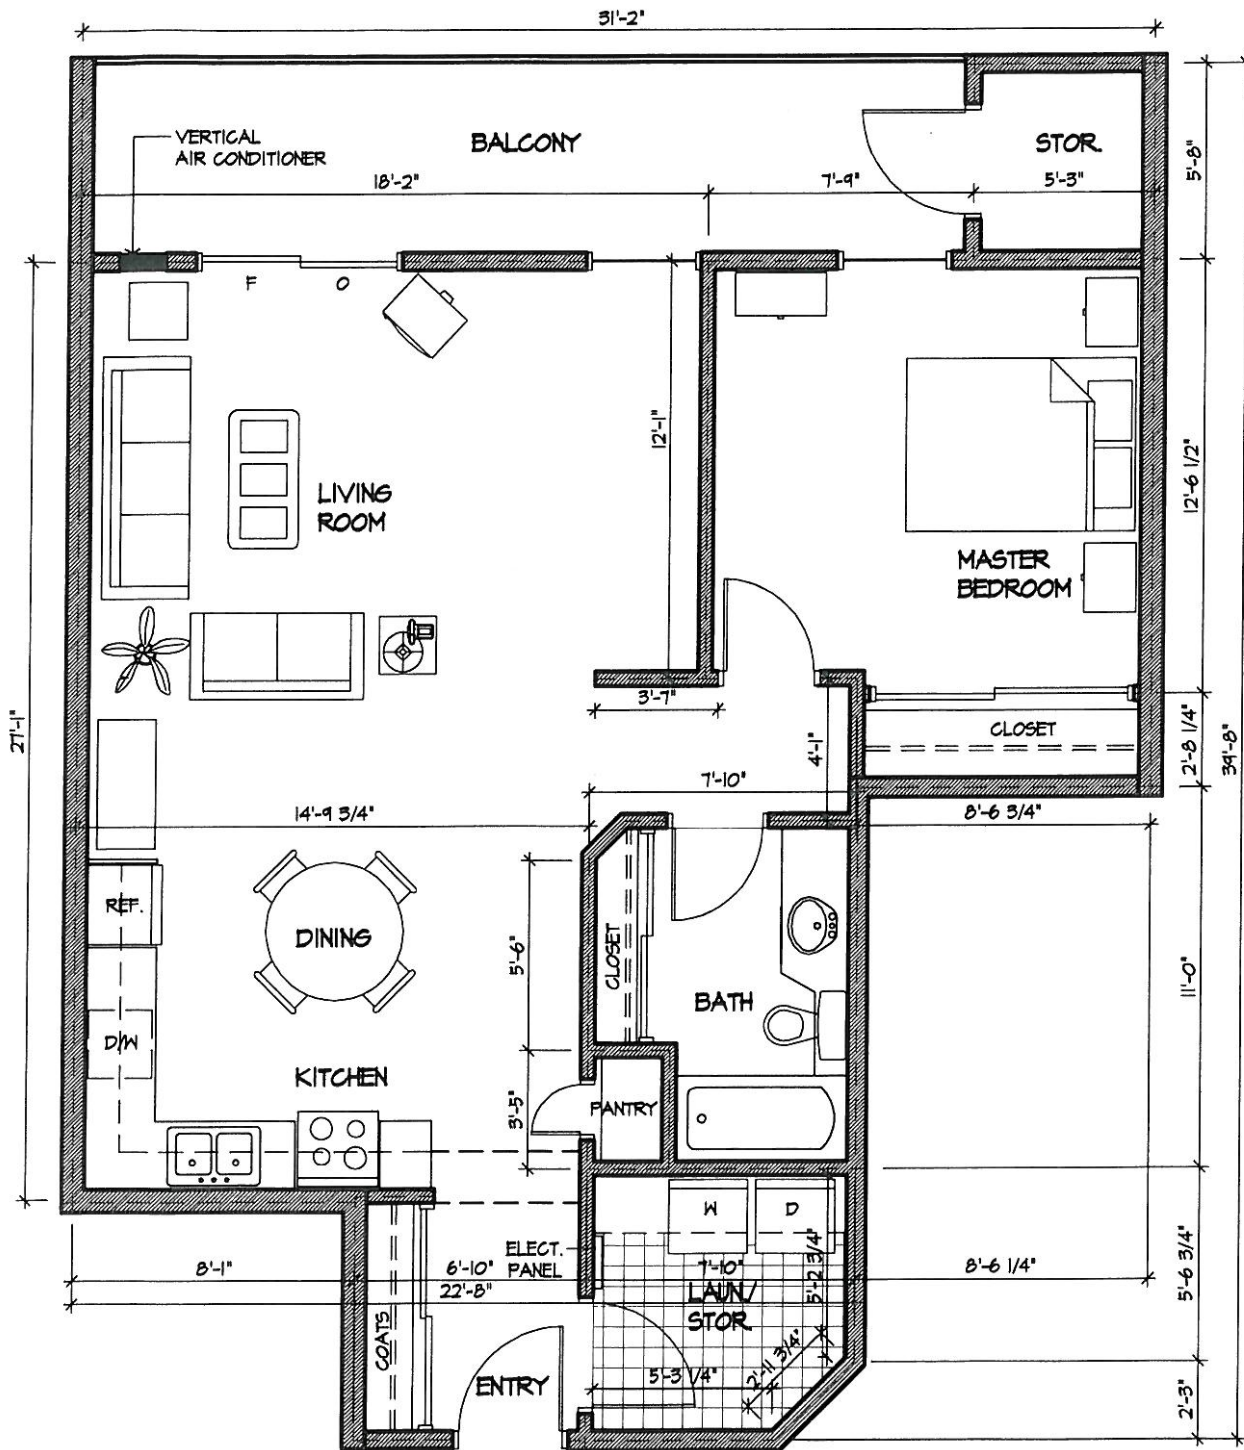 31'-2"
VERTICAL
AIR CONDITIONER
BALCONY
STOR.
5'-8"
18'-2"
7'-9"
5'-3"
F
O
12'-1"
12'-6 1/2"
LIVING
ROOM
MASTER
BEDROOM
27'-1"
3'-7"
4'-1"
CLOSET
2'-8 1/4"
39'-8"
7'-10"
14'-9 3/4"
8'-6 3/4"
REF.
DINING
5'-6"
CLOSET
11'-0"
BATH
D/W
KITCHEN
3'-5"
PANTRY
W
D
ELECT.
PANEL
8'-1"
6'-10"
7'-10"
5'-2 3/4"
8'-6 1/4"
5'-6 3/4"
22'-8"
LAUN./
STOR.
COATS
2'-11 3/4"
5'-3 1/4"
ENTRY
2'-3"